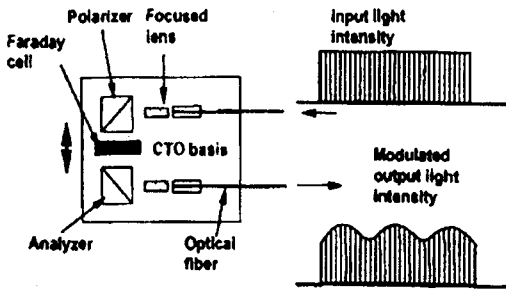 Polarizer
Focused
lens
Input light
intensity
Faraday
cell
CTO basis
Modulated
output light
intensity
Analyzer
Optical
fiber